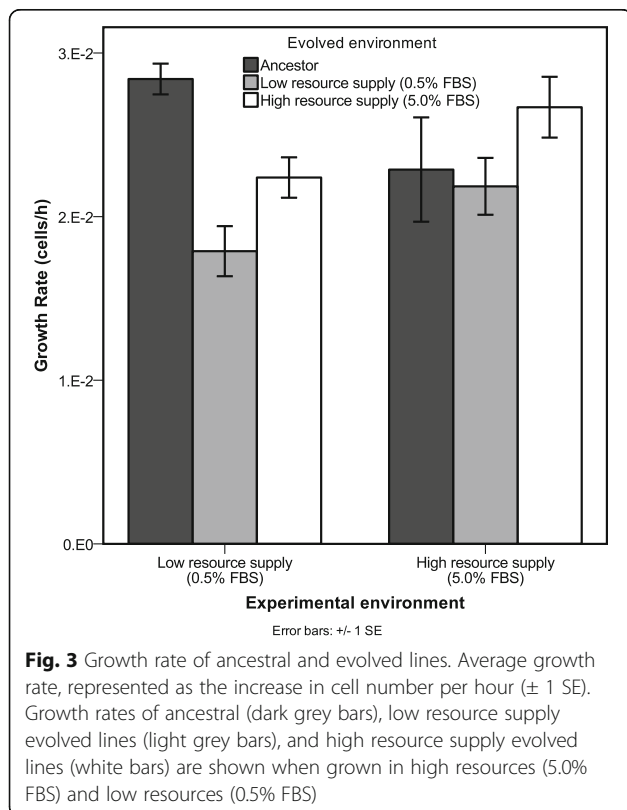 Evolved environment
Ancestor
Low resource supply (0.5% FBS)
High resource supply (5.0% FBS)
3.E-2
2.E-2
1.E-2
0.E0
Growth Rate (cells/h)
Low resource supply
(0.5% FBS)
High resource supply
(5.0% FBS)
Experimental environment
Error bars: +/- 1 SE
Fig. 3 Growth rate of ancestral and evolved lines. Average growth
rate, represented as the increase in cell number per hour (± 1 SE).
Growth rates of ancestral (dark grey bars), low resource supply
evolved lines (light grey bars), and high resource supply evolved
lines (white bars) are shown when grown in high resources (5.0%
FBS) and low resources (0.5% FBS)